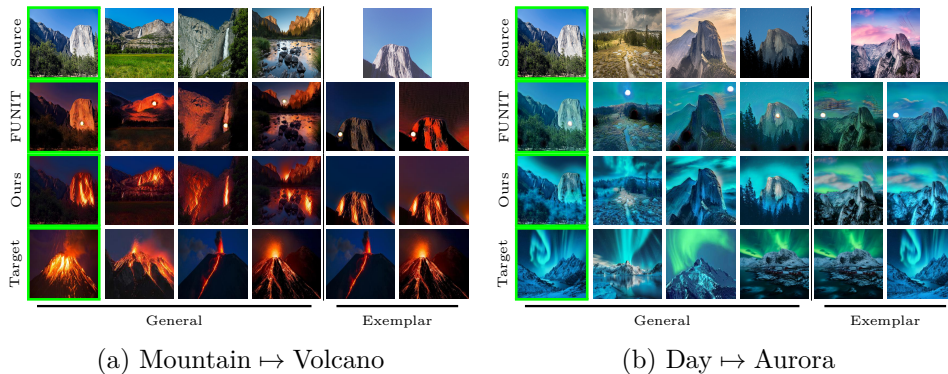 Source
FUNIT
Ours
Target
General
Exemplar
(a) Mountain ↦ Volcano
Source
FUNIT
Ours
Target
General
Exemplar
(b) Day ↦ Aurora